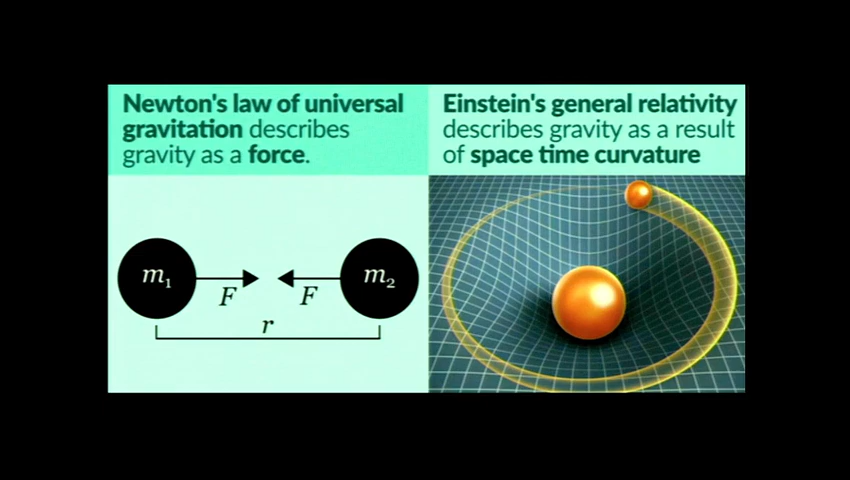 Newton's law of universal
gravitation describes
gravity as a force.
Einstein's general relativity
describes gravity as a result
of space time curvature
m₁
F
F
m₂
r